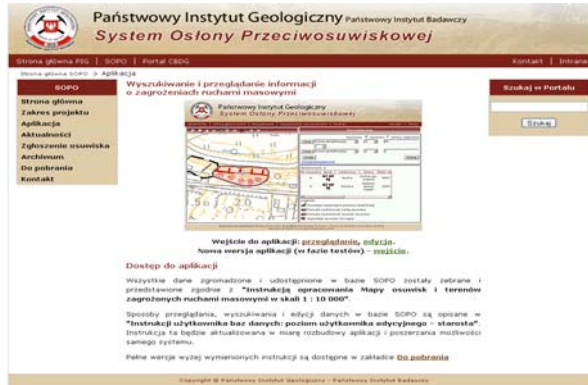 Państwowy Instytut Geologiczny Państwowy Instytut Badawczy
System Osłony Przeciwosuwiskowej
Strona główna PIG | SOPO | Portal CBDG
Kontakt | Intrane
Strona główna SOPO > Aplikacja
SOPO
Strona główna
Zakres projektu
Aplikacja
Aktualności
Zgłoszenie osuwiska
Archiwum
Do pobrania
Kontakt
Wyszukiwanie i przeglądanie informacji
o zagrożeniach ruchami masowymi
Państwowy Instytut Geologiczny
System Osłony Przeciwosuwiskowej
Wejście do aplikacji: przeglądanie, edycja.
Nowa wersja aplikacji (w fazie testów) - wejście.
Dostęp do aplikacji
Wszystkie dane zgromadzone i udostępnione w bazie SOPO zostały zebrane i
przedstawione zgodnie z "Instrukcją opracowania Mapy osuwisk i terenów
zagrożonych ruchami masowymi w skali 1 : 10 000".
Sposoby przeglądania, wyszukiwania i edycji danych w bazie SOPO są opisane w
"Instrukcji użytkownika baz danych: poziom użytkownika edycyjnego - starosta".
Instrukcja ta będzie aktualizowana w miarę rozbudowy aplikacji i poszerzania możliwości
samego systemu.
Pełne wersje wyżej wymienionych instrukcji są dostępne w zakładce Do pobrania
Szukaj w Portalu
Szukaj
Copyright @ Państwowy Instytut Geologiczny - Państwowy Instytut Badawczy